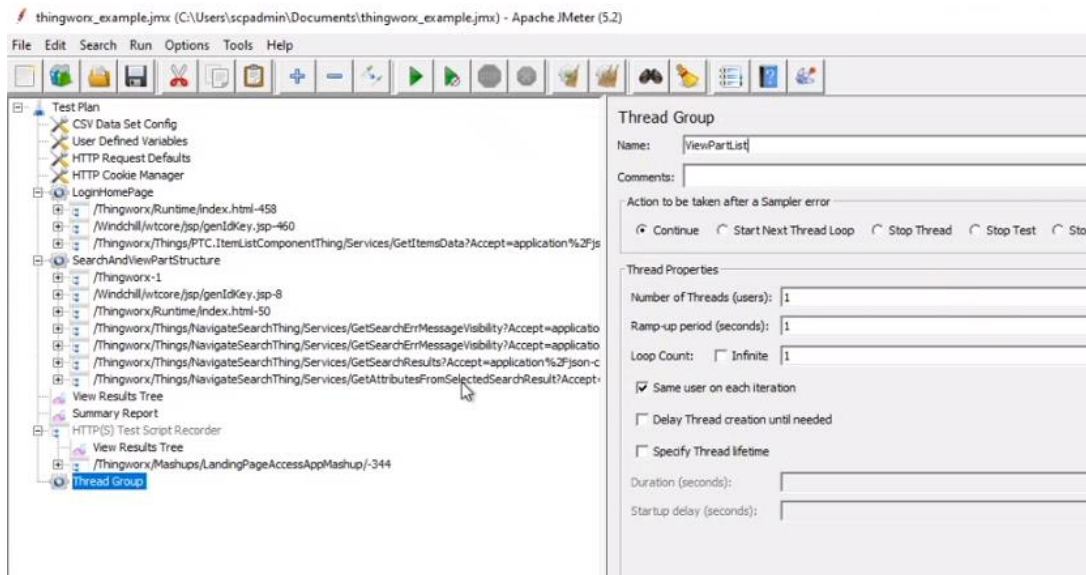 thingworx_example.jmx (C:\Users\scpadmin\Documents\thingworx_example.jmx) - Apache JMeter (5.2)
File Edit Search Run Options Tools Help
Test Plan
CSV Data Set Config
User Defined Variables
HTTP Request Defaults
HTTP Cookie Manager
LoginHomePage
/Thingworx/Runtime/index.html-458
/Windchill/wtcore/jsp/genIdKey.jsp-460
/Thingworx/Things/PTC.ItemListComponentThing/Services/GetItemsData?Accept=application%2Fjs
SearchAndViewPartStructure
/Thingworx-1
/Windchill/wtcore/jsp/genIdKey.jsp-8
/Thingworx/Runtime/index.html-50
/Thingworx/Things/NavigateSearchThing/Services/GetSearchErrMessageVisibility?Accept=applicatio
/Thingworx/Things/NavigateSearchThing/Services/GetSearchErrMessageVisibility?Accept=applicatio
/Thingworx/Things/NavigateSearchThing/Services/GetSearchResults?Accept=application%2Fjson-c
/Thingworx/Things/NavigateSearchThing/Services/GetAttributesFromSelectedSearchResult?Accept=
View Results Tree
Summary Report
HTTP(S) Test Script Recorder
View Results Tree
/Thingworx/Mashups/LandingPageAccessAppMashup/-344
Thread Group
Thread Group
Name: ViewPartList
Comments:
Action to be taken after a Sampler error
Continue Start Next Thread Loop Stop Thread Stop Test Sto
Thread Properties
Number of Threads (users): 1
Ramp-up period (seconds): 1
Loop Count: Infinite 1
Same user on each iteration
Delay Thread creation until needed
Specify Thread lifetime
Duration (seconds):
Startup delay (seconds):